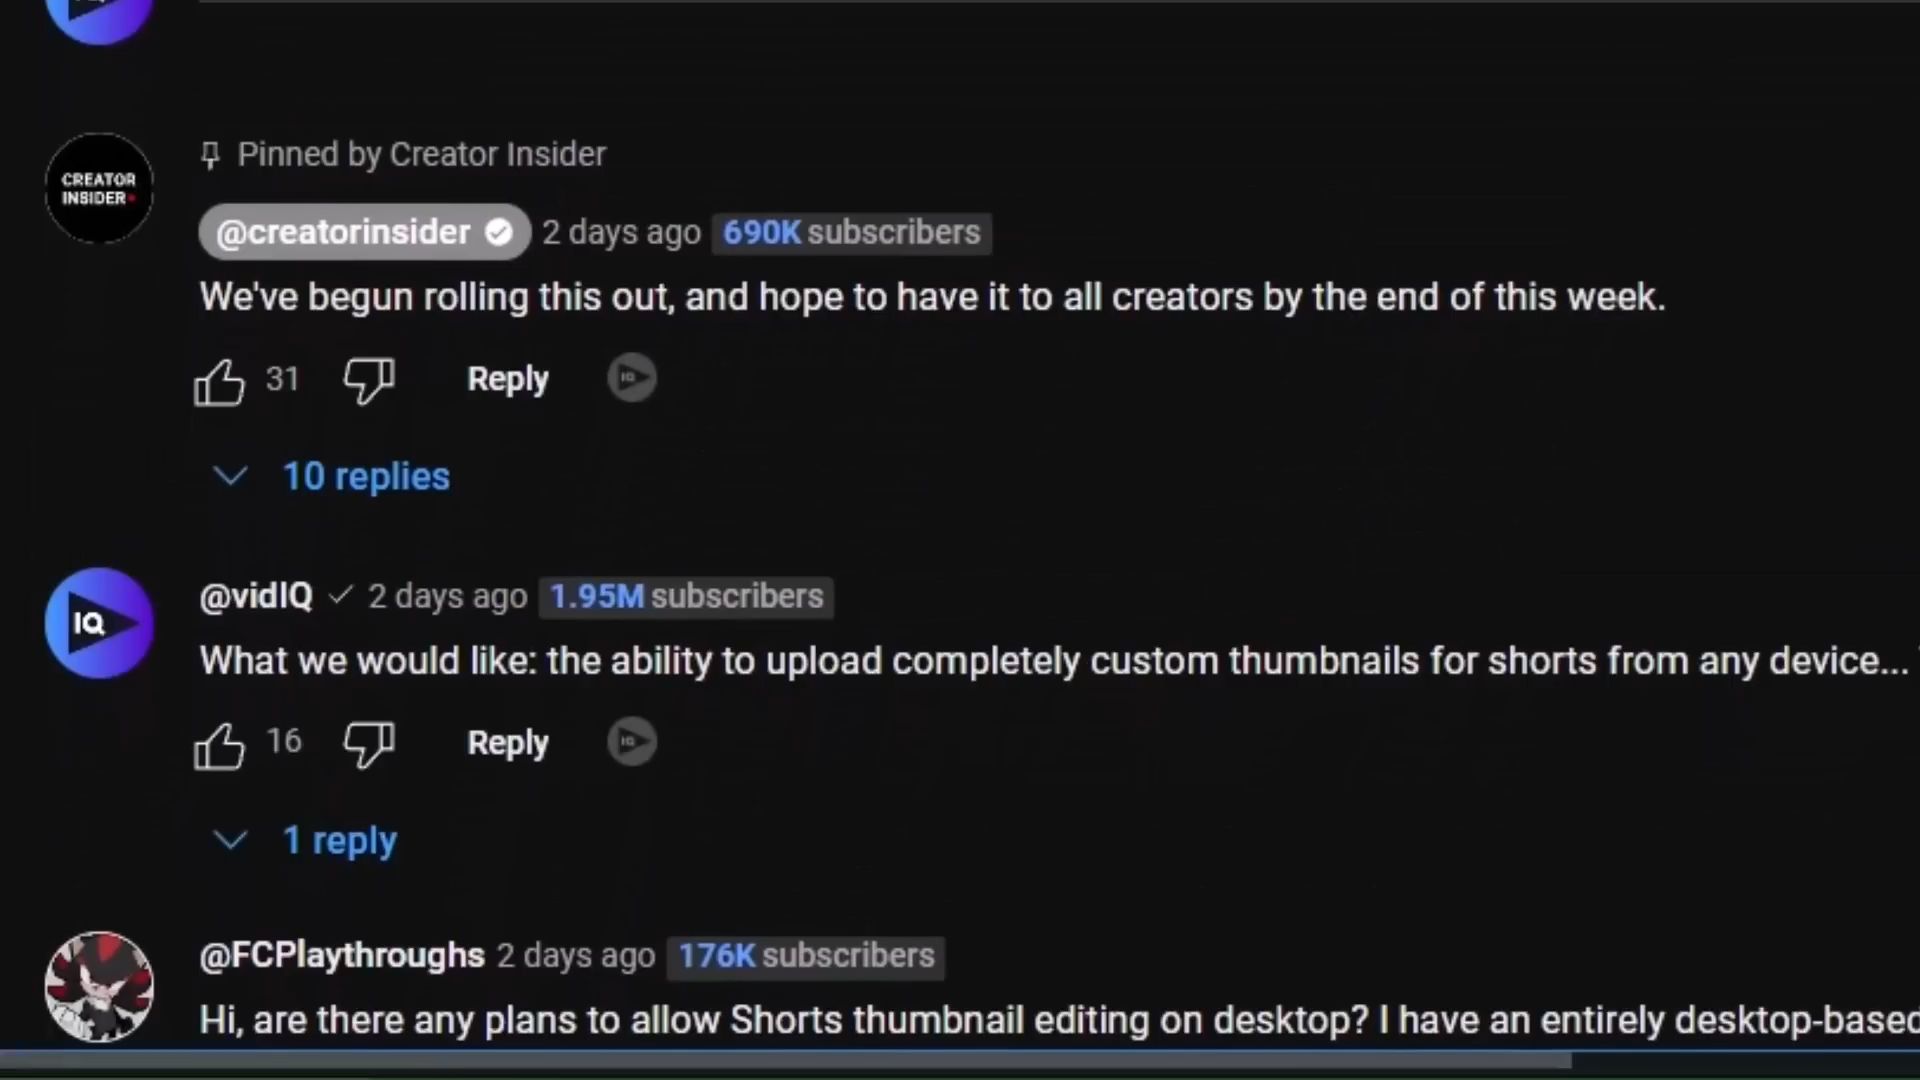 CREATOR
INSIDER
Pinned by Creator Insider
@creatorinsider 2 days ago 690K subscribers
We've begun rolling this out, and hope to have it to all creators by the end of this week.
31 Reply IQ
10 replies
IQ
@vidIQ 2 days ago 1.95M subscribers
What we would like: the ability to upload completely custom thumbnails for shorts from any device...
16 Reply IQ
1 reply
@FCPlaythroughs 2 days ago 176K subscribers
Hi, are there any plans to allow Shorts thumbnail editing on desktop? I have an entirely desktop-based